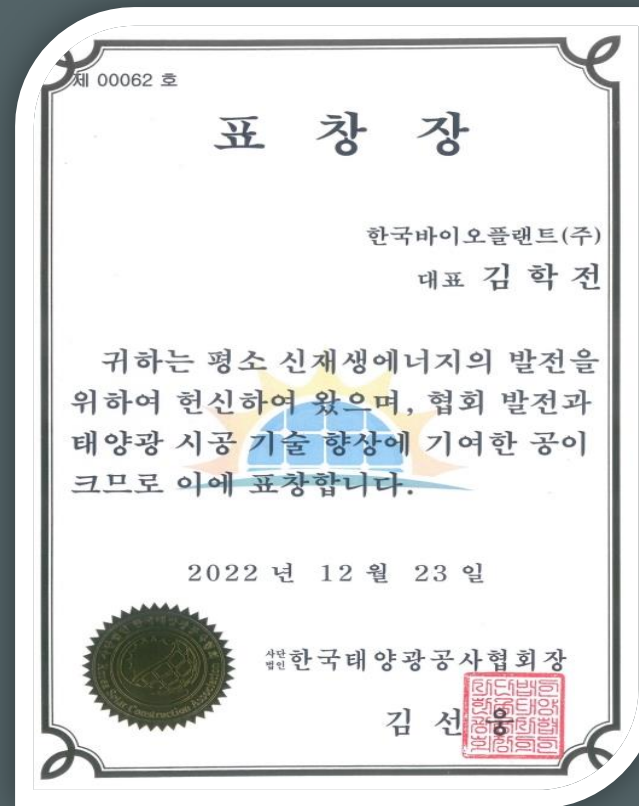 제 00062 호
표 창 장
한국바이오플랜트(주)
대표 김 학 전
귀하는 평소 신재생에너지의 발전을
위하여 헌신하여 왔으며, 협회 발전과
태양광 시공 기술 향상에 기여한 공이
크므로 이에 표창합니다.
2022 년 12 월 23 일
사단법인 한국태양광공사협회장
김 선 웅
Korea Solar Construction Association